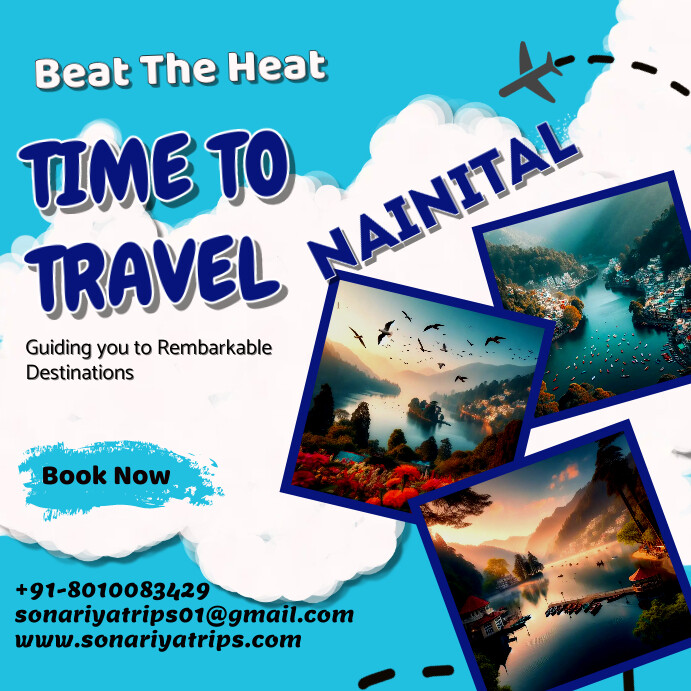 Beat The Heat
TIME TO
TRAVEL
NAINITAL
Guiding you to Rembarkable
Destinations
Book Now
+91-8010083429
sonariyatrips01@gmail.com
www.sonariyatrips.com